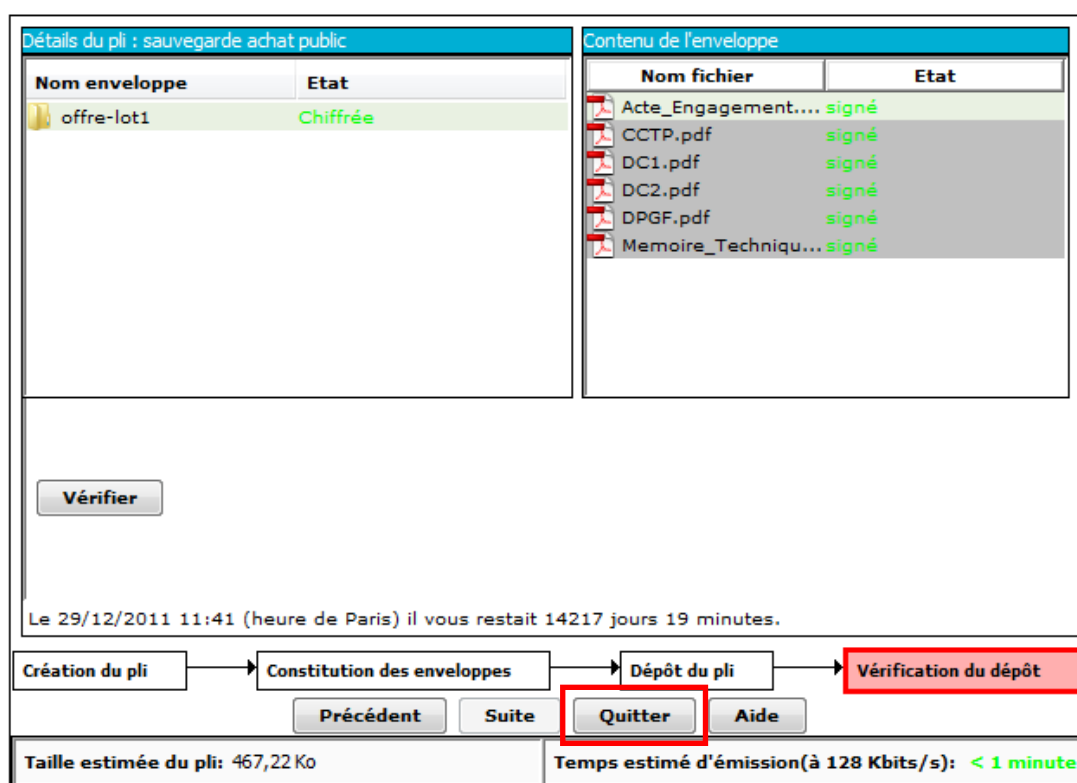 Détails du pli : sauvegarde achat public
Nom enveloppe Etat
offre-lot1 Chiffrée
Contenu de l'enveloppe
Nom fichier Etat
Acte_Engagement.... signé
CCTP.pdf signé
DC1.pdf signé
DC2.pdf signé
DPGF.pdf signé
Memoire_Techniqu... signé
Vérifier
Le 29/12/2011 11:41 (heure de Paris) il vous restait 14217 jours 19 minutes.
Création du pli Constitution des enveloppes Dépôt du pli Vérification du dépôt
Précédent Suite Quitter Aide
Taille estimée du pli: 467,22 Ko Temps estimé d'émission(à 128 Kbits/s): < 1 minute